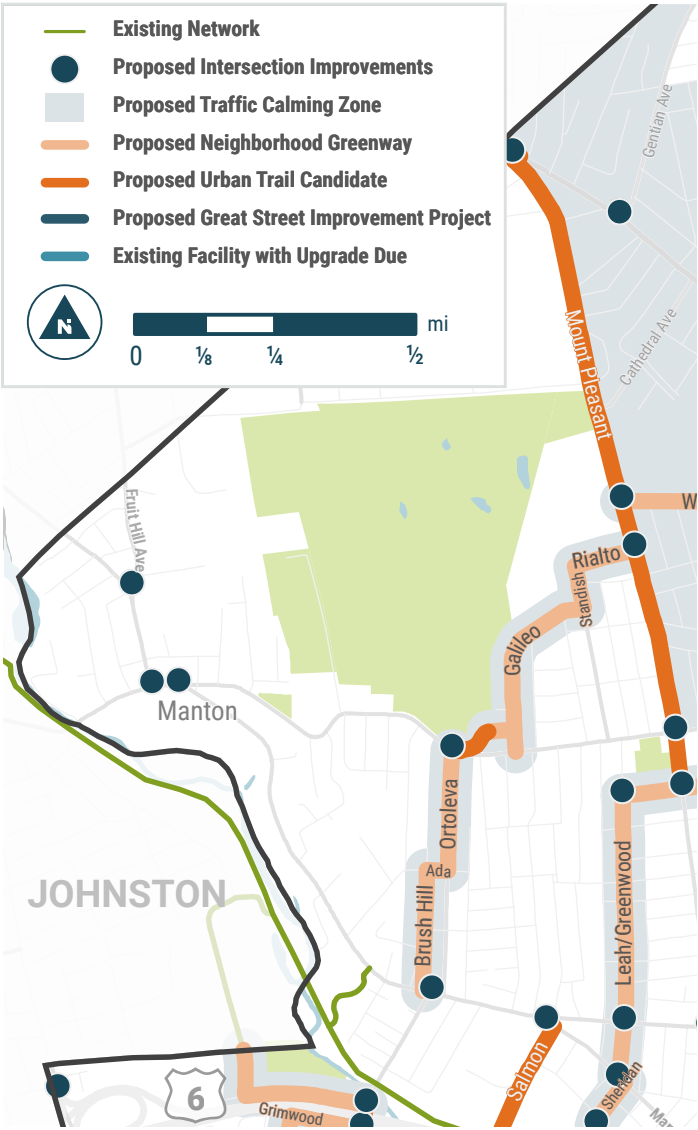 Existing Network
Proposed Intersection Improvements
Proposed Traffic Calming Zone
Proposed Neighborhood Greenway
Proposed Urban Trail Candidate
Proposed Great Street Improvement Project
Existing Facility with Upgrade Due
N
mi
0 ⅛ ¼ ½
Gentian Ave
Cathedral Ave
Mount Pleasant
W
Fruit Hill Ave
Rialto
Standish
Galileo
Manton
Ortoleva
Ada
Brush Hill
Leah/Greenwood
JOHNSTON
Salmon
Sheridan
Mar
6
Grimwood